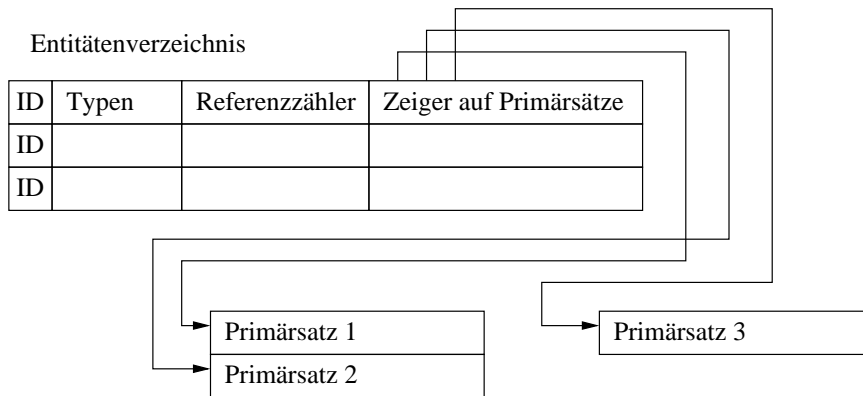 Entitätenverzeichnis
ID Typen Referenzzähler Zeiger auf Primärsätze
ID
ID
Primärsatz 1 Primärsatz 3
Primärsatz 2